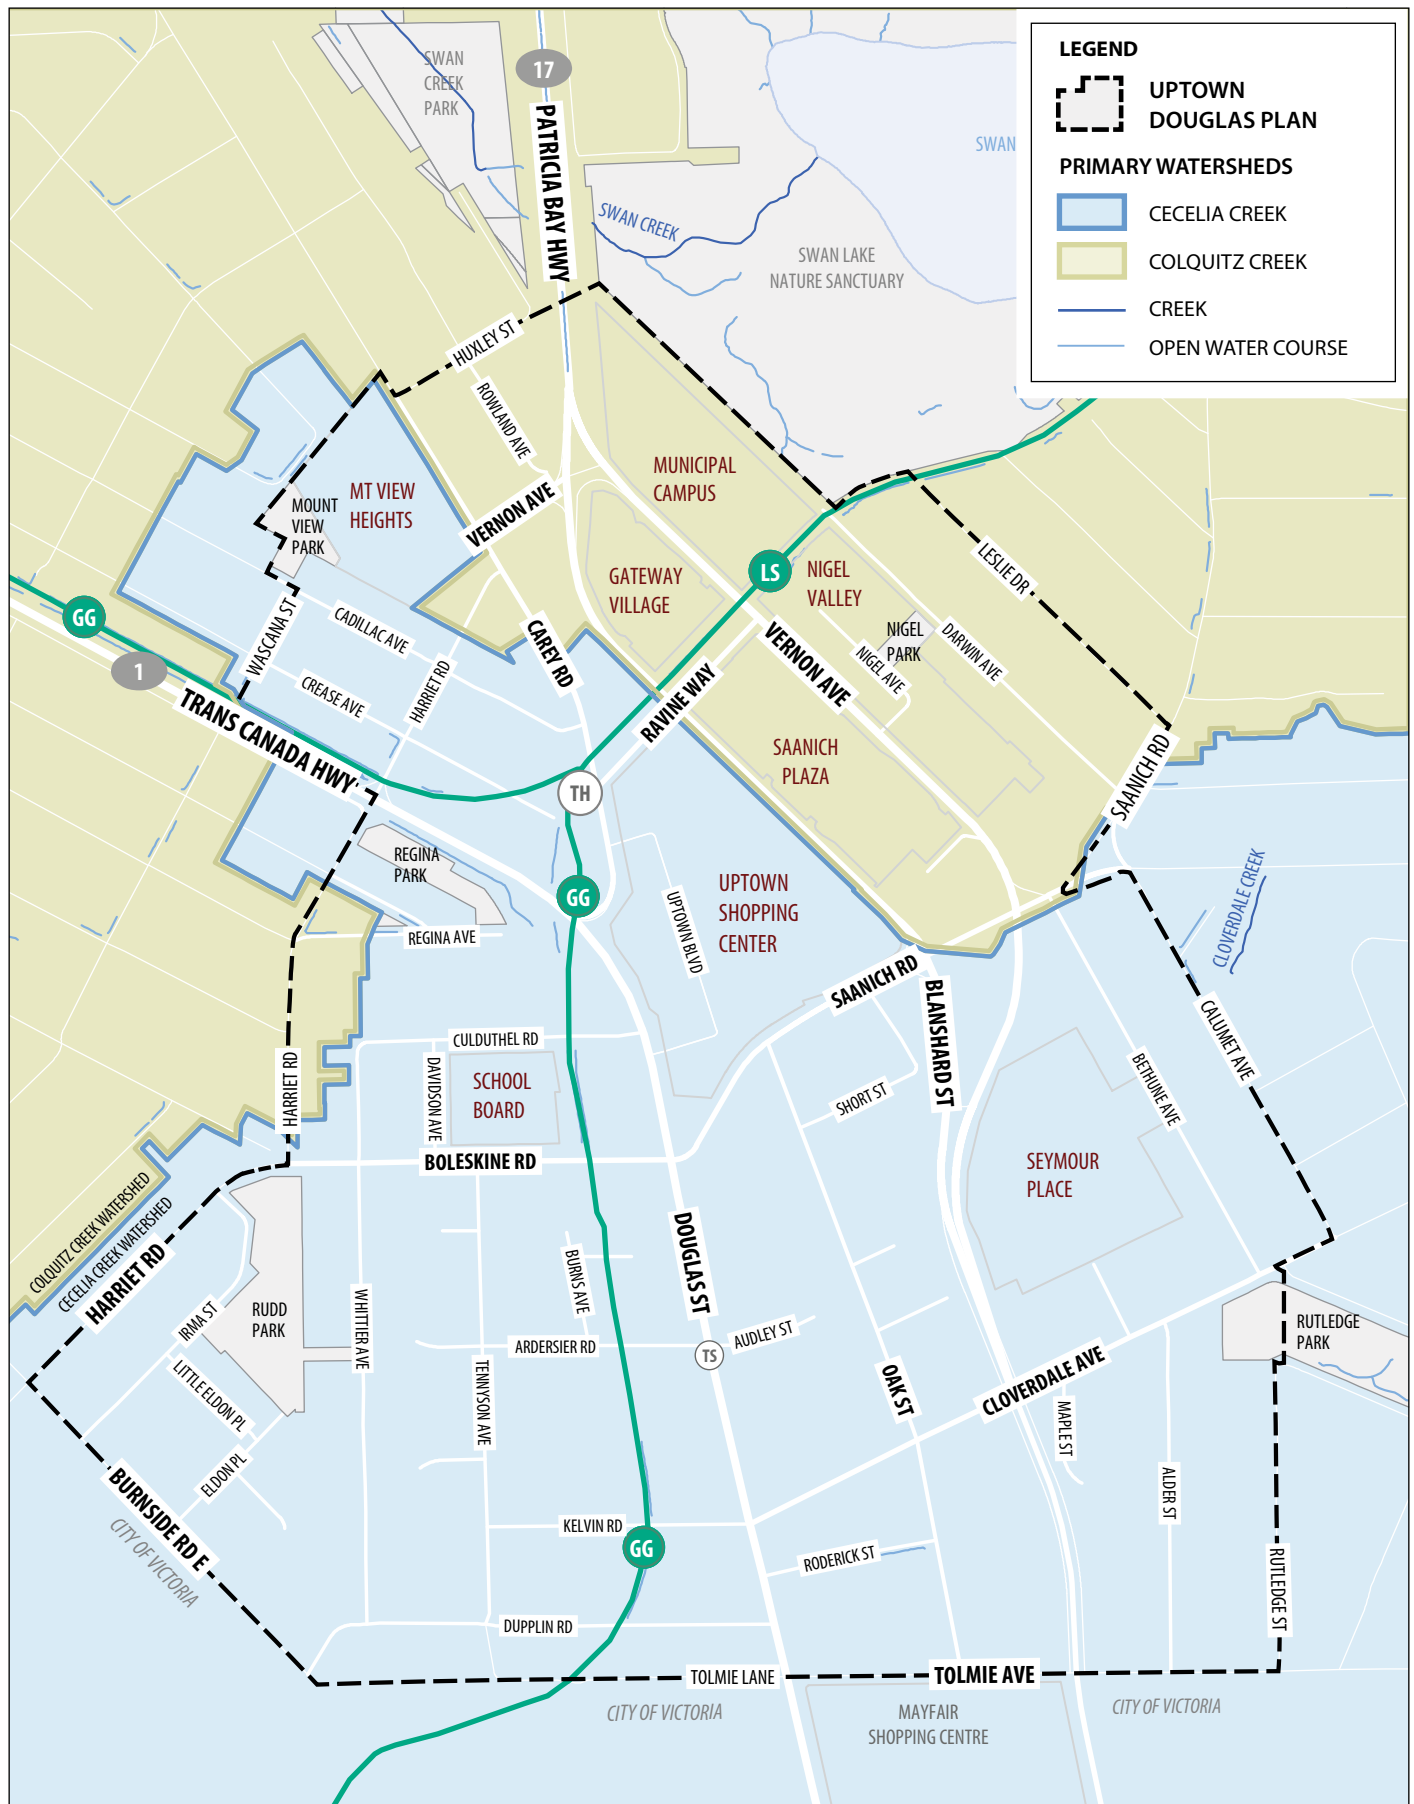 SWAN
CREEK
PARK
17
PATRICIA BAY HWY
SWAN CREEK
SWAN
SWAN LAKE
NATURE SANCTUARY
LEGEND
UPTOWN
DOUGLAS PLAN
PRIMARY WATERSHEDS
CECELIA CREEK
COLQUITZ CREEK
CREEK
OPEN WATER COURSE
HUXLEY ST
ROWLAND AVE
MUNICIPAL
CAMPUS
MT VIEW
HEIGHTS
MOUNT
VIEW
PARK
VERNON AVE
LESLIE DR
LS
NIGEL
VALLEY
GATEWAY
VILLAGE
GG
1
WASCANA ST
CADILLAC AVE
CREASE AVE
HARRIET RD
CAREY RD
NIGEL
PARK
DARWIN AVE
NIGEL AVE
VERNON AVE
RAVINE WAY
TRANS CANADA HWY
SAANICH
PLAZA
SAANICH RD
TH
REGINA
PARK
GG
UPTOWN
SHOPPING
CENTER
UPTOWN BLVD
REGINA AVE
CLOVERDALE CREEK
SAANICH RD
BLANSHARD ST
CALUMET AVE
CULDUTHEL RD
DAVIDSON AVE
SCHOOL
BOARD
HARRIET RD
SHORT ST
BETHUNE AVE
BOLESKINE RD
SEYMOUR
PLACE
COLQUITZ CREEK WATERSHED
CECELIA CREEK WATERSHED
HARRIET RD
DOUGLAS ST
BURNS AVE
IRMA ST
RUDD
PARK
WHITTIER AVE
ARDERSIER RD
TS
AUDLEY ST
RUTLEDGE
PARK
LITTLE ELDON PL
TENNYSON AVE
OAK ST
CLOVERDALE AVE
MAPLE ST
ELDON PL
ALDER ST
BURNSIDE RD E
CITY OF VICTORIA
KELVIN RD
GG
RODERICK ST
RUTLEDGE ST
DUPPLIN RD
TOLMIE LANE
TOLMIE AVE
CITY OF VICTORIA
MAYFAIR
SHOPPING CENTRE
CITY OF VICTORIA